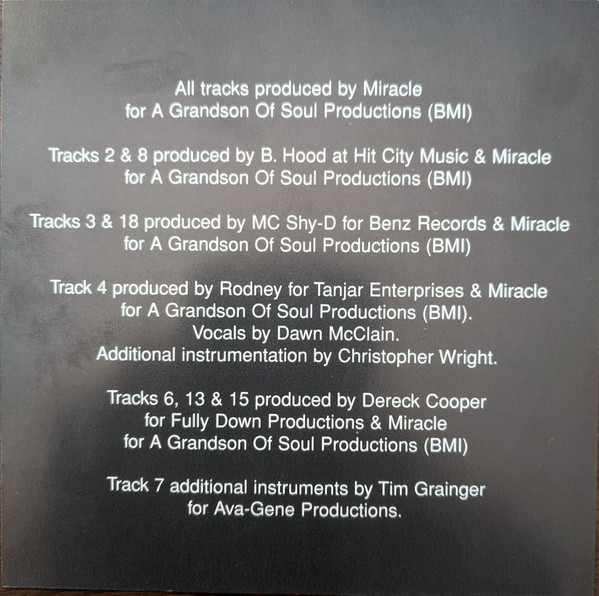 All tracks produced by Miracle
for A Grandson Of Soul Productions (BMI)
Tracks 2 & 8 produced by B. Hood at Hit City Music & Miracle
for A Grandson Of Soul Productions (BMI)
Tracks 3 & 18 produced by MC Shy-D for Benz Records & Miracle
for A Grandson Of Soul Productions (BMI)
Track 4 produced by Rodney for Tanjar Enterprises & Miracle
for A Grandson Of Soul Productions (BMI).
Vocals by Dawn McClain.
Additional instrumentation by Christopher Wright.
Tracks 6, 13 & 15 produced by Dereck Cooper
for Fully Down Productions & Miracle
for A Grandson Of Soul Productions (BMI)
Track 7 additional instruments by Tim Grainger
for Ava-Gene Productions.